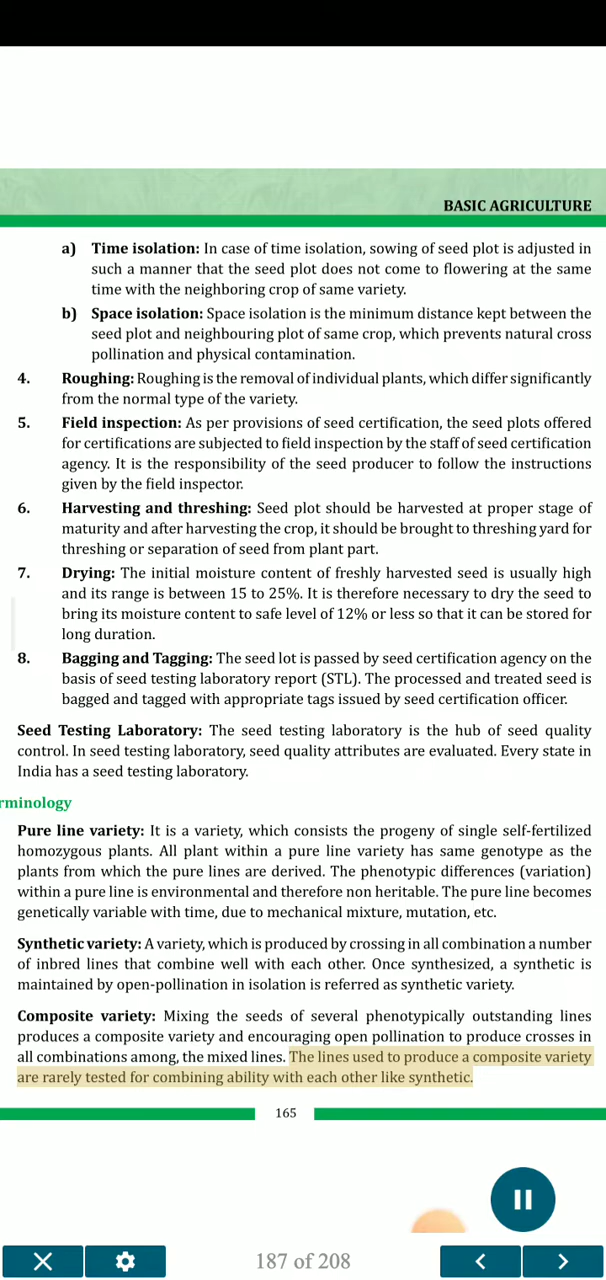 BASIC AGRICULTURE
a) Time isolation: In case of time isolation, sowing of seed plot is adjusted in
such a manner that the seed plot does not come to flowering at the same
time with the neighboring crop of same variety.
b) Space isolation: Space isolation is the minimum distance kept between the
seed plot and neighbouring plot of same crop, which prevents natural cross
pollination and physical contamination.
4. Roughing: Roughing is the removal of individual plants, which differ significantly
from the normal type of the variety.
5. Field inspection: As per provisions of seed certification, the seed plots offered
for certifications are subjected to field inspection by the staff of seed certification
agency. It is the responsibility of the seed producer to follow the instructions
given by the field inspector.
6. Harvesting and threshing: Seed plot should be harvested at proper stage of
maturity and after harvesting the crop, it should be brought to threshing yard for
threshing or separation of seed from plant part.
7. Drying: The initial moisture content of freshly harvested seed is usually high
and its range is between 15 to 25%. It is therefore necessary to dry the seed to
bring its moisture content to safe level of 12% or less so that it can be stored for
long duration.
8. Bagging and Tagging: The seed lot is passed by seed certification agency on the
basis of seed testing laboratory report (STL). The processed and treated seed is
bagged and tagged with appropriate tags issued by seed certification officer.
Seed Testing Laboratory: The seed testing laboratory is the hub of seed quality
control. In seed testing laboratory, seed quality attributes are evaluated. Every state in
India has a seed testing laboratory.
rminology
Pure line variety: It is a variety, which consists the progeny of single self-fertilized
homozygous plants. All plant within a pure line variety has same genotype as the
plants from which the pure lines are derived. The phenotypic differences (variation)
within a pure line is environmental and therefore non heritable. The pure line becomes
genetically variable with time, due to mechanical mixture, mutation, etc.
Synthetic variety: A variety, which is produced by crossing in all combination a number
of inbred lines that combine well with each other. Once synthesized, a synthetic is
maintained by open-pollination in isolation is referred as synthetic variety.
Composite variety: Mixing the seeds of several phenotypically outstanding lines
produces a composite variety and encouraging open pollination to produce crosses in
all combinations among, the mixed lines. The lines used to produce a composite variety
are rarely tested for combining ability with each other like synthetic.
165
187 of 208